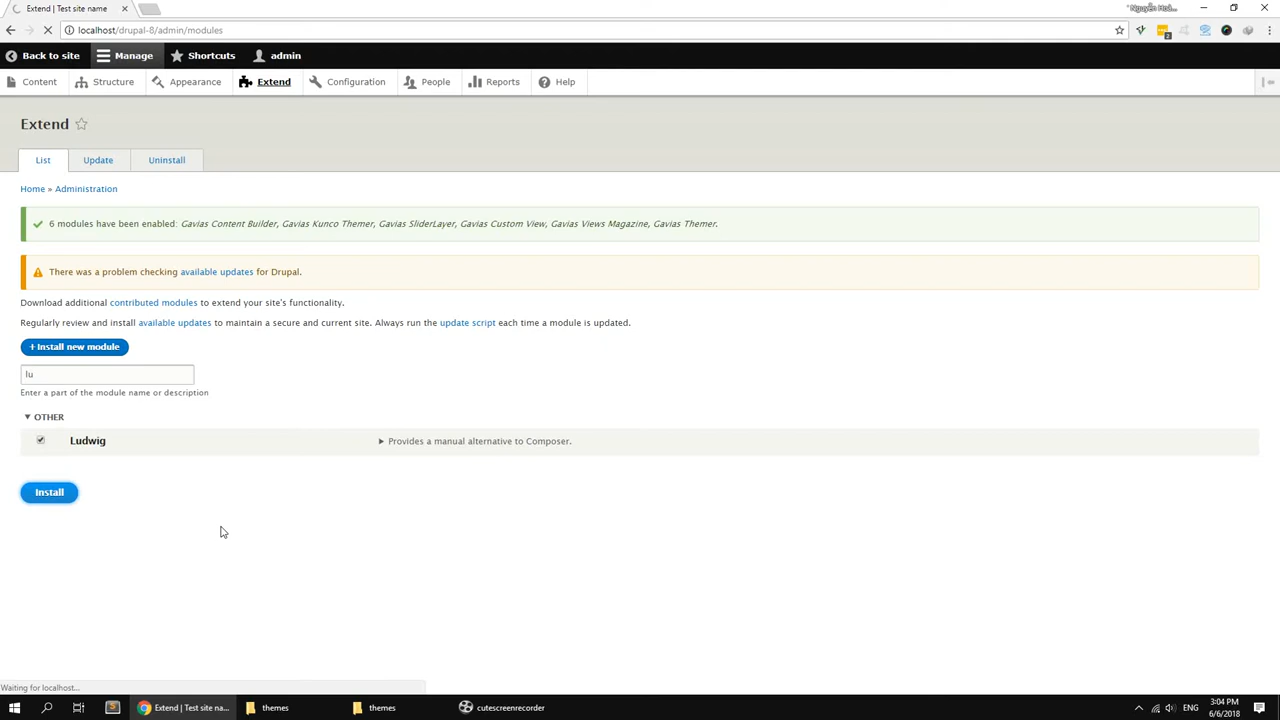 Extend | Test site name
Nguyễn
localhost/drupal-8/admin/modules
2
Back to site Manage Shortcuts admin
Content Structure Appearance Extend Configuration People Reports Help
Extend
List Update Uninstall
Home » Administration
6 modules have been enabled: Gavias Content Builder, Gavias Kunco Themer, Gavias SliderLayer, Gavias Custom View, Gavias Views Magazine, Gavias Themer.
There was a problem checking available updates for Drupal.
Download additional contributed modules to extend your site's functionality.
Regularly review and install available updates to maintain a secure and current site. Always run the update script each time a module is updated.
+ Install new module
lu
Enter a part of the module name or description
▼ OTHER
Ludwig ▶ Provides a manual alternative to Composer.
Install
Waiting for localhost...
Extend | Test site na... themes themes cutescreenrecorder ENG 3:04 PM
6/6/2018